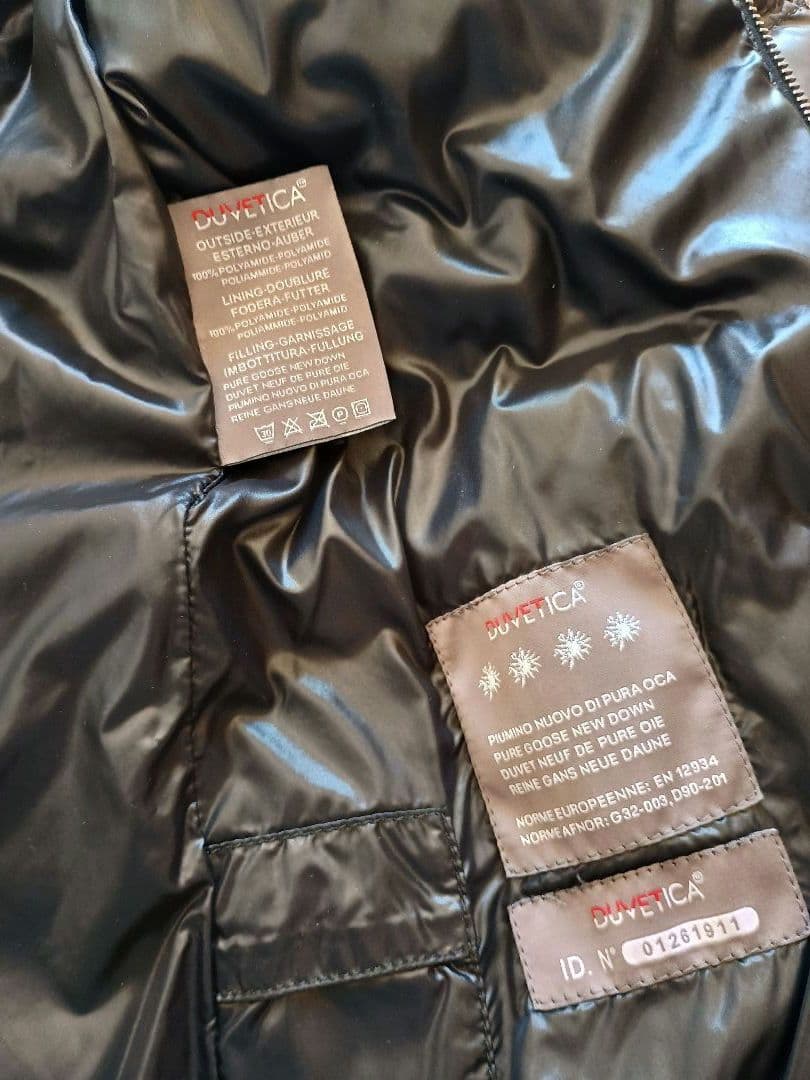 DUVETICA
OUTSIDE-EXTERIEUR
ESTERNO-AUBER
100%POLYAMIDE-POLYAMIDE
POLIAMMIDE-POLYAMID
LINING-DOUBLURE
FODERA-FUTTER
100%POLYAMIDE-POLYAMIDE
POLIAMMIDE-POLYAMID
FILLING-GARNISSAGE
IMBOTTITURA-FULLUNG
PURE GOOSE NEW DOWN
DUVET NEUF DE PURE OIE
PIUMINO NUOVO DI PURA OCA
REINE GANS NEUE DAUNE
30
DUVETICA®
PIUMINO NUOVO DI PURA OCA
PURE GOOSE NEW DOWN
DUVET NEUF DE PURE OIE
REINE GANS NEUE DAUNE
NORME EUROPEENNE: EN 12934
NORME AFNOR: G32-003, D90-201
DUVETICA®
ID. N° 01261911